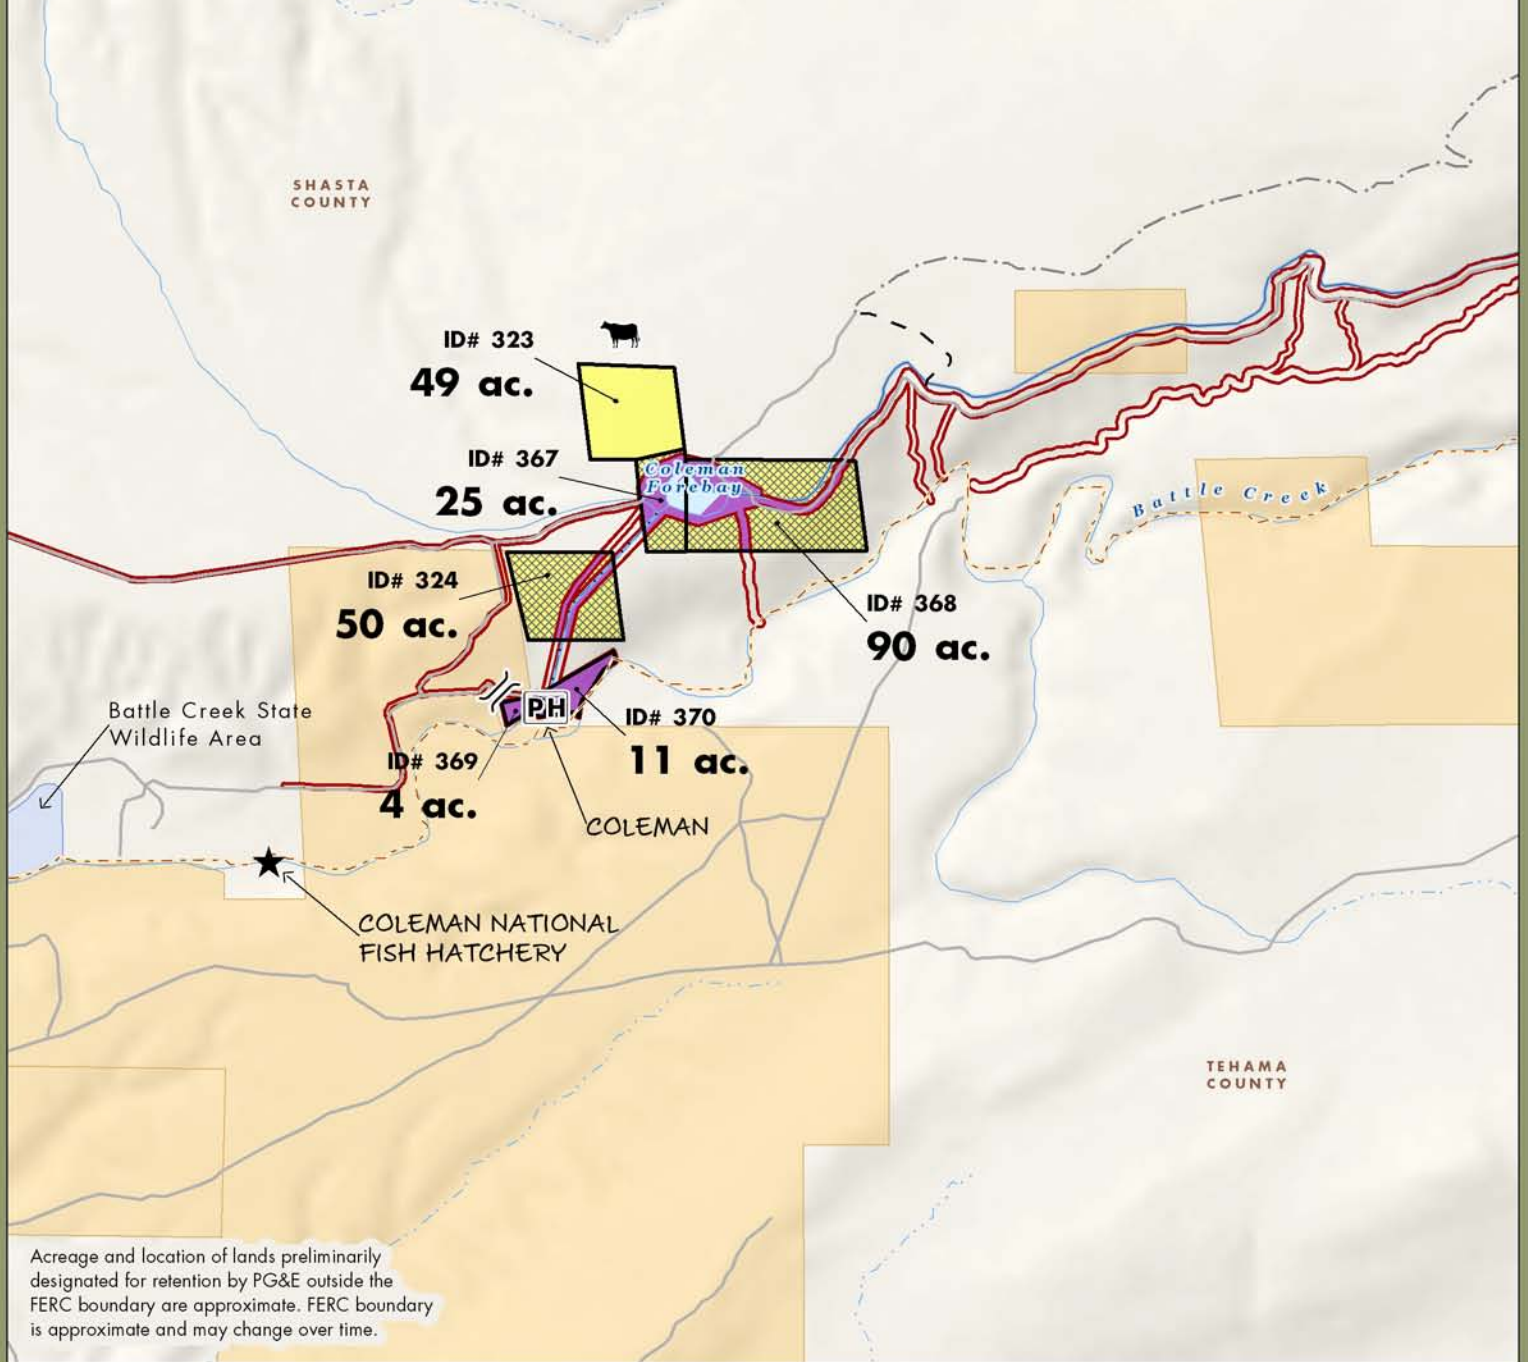 SHASTA
COUNTY
ID# 323
49 ac.
ID# 367
25 ac.
Coleman
Forebay
Battle Creek
ID# 324
50 ac.
ID# 368
90 ac.
Battle Creek State
Wildlife Area
PH
ID# 370
11 ac.
ID# 369
4 ac.
COLEMAN
COLEMAN NATIONAL
FISH HATCHERY
TEHAMA
COUNTY
Acreage and location of lands preliminarily
designated for retention by PG&E outside the
FERC boundary are approximate. FERC boundary
is approximate and may change over time.